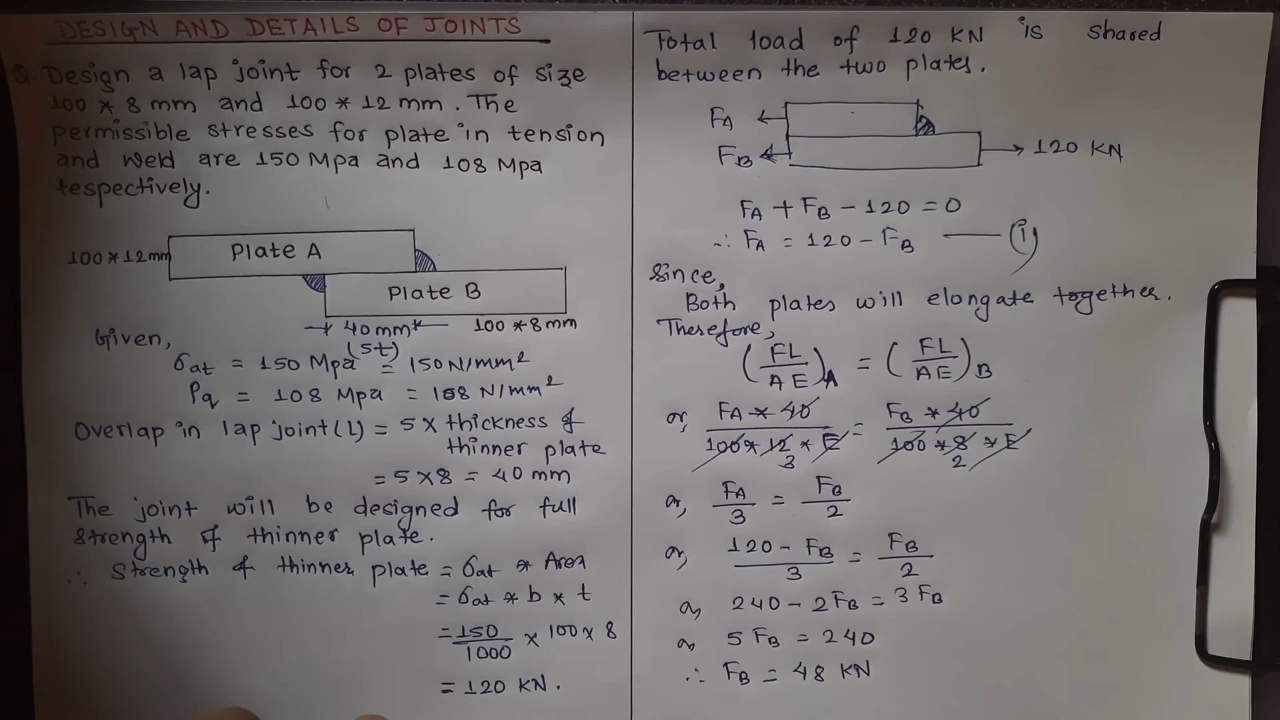 DESIGN AND DETAILS OF JOINTS
Q. Design a lap joint for 2 plates of size
100 * 8 mm and 100 * 12 mm. The
permissible stresses for plate in tension
and weld are 150 Mpa and 108 Mpa
tespectively.
100*12mm
Plate A
Plate B
40mm
100*8mm
(5t)
Given,
σat = 150 Mpa = 150N/mm²
Pq = 108 Mpa = 108 N/mm²
Overlap in lap joint (L) = 5 x thickness of
thinner plate
= 5 x 8 = 40 mm
The joint will be designed for full
strength of thinner plate.
∴ Strength of thinner plate = σat * Area
= σat * b * t
= 150/1000 x 100 x 8
= 120 KN.
Total load of 120 KN is shared
between the two plates.
FA
FB
120 KN
FA + FB - 120 = 0
∴ FA = 120 - FB — (i)
Since,
Both plates will elongate together.
Therefore,
(FL/AE)A = (FL/AE)B
or, FA * 40/100 * 12 * E = FB * 40/100 * 8 * E
3 2
or, FA/3 = FB/2
or, 120 - FB/3 = FB/2
or, 240 - 2FB = 3FB
or, 5FB = 240
∴ FB = 48 KN